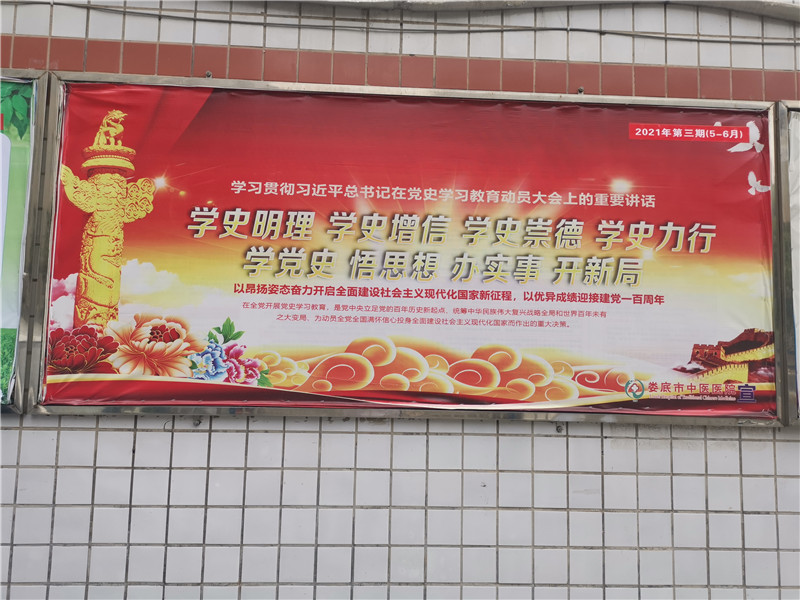 2021年第三期(5-6月)
学习贯彻习近平总书记在党史学习教育动员大会上的重要讲话
学史明理 学史增信 学史崇德 学史力行
学党史 悟思想 办实事 开新局
以昂扬姿态奋力开启全面建设社会主义现代化国家新征程，以优异成绩迎接建党一百周年
在全党开展党史学习教育，是党中央立足党的百年历史新起点、统筹中华民族伟大复兴战略全局和世界百年未有
之大变局、为动员全党全国满怀信心投身全面建设社会主义现代化国家而作出的重大决策。
娄底市中医医院 宣
Hospital of Traditional Chinese Medicine